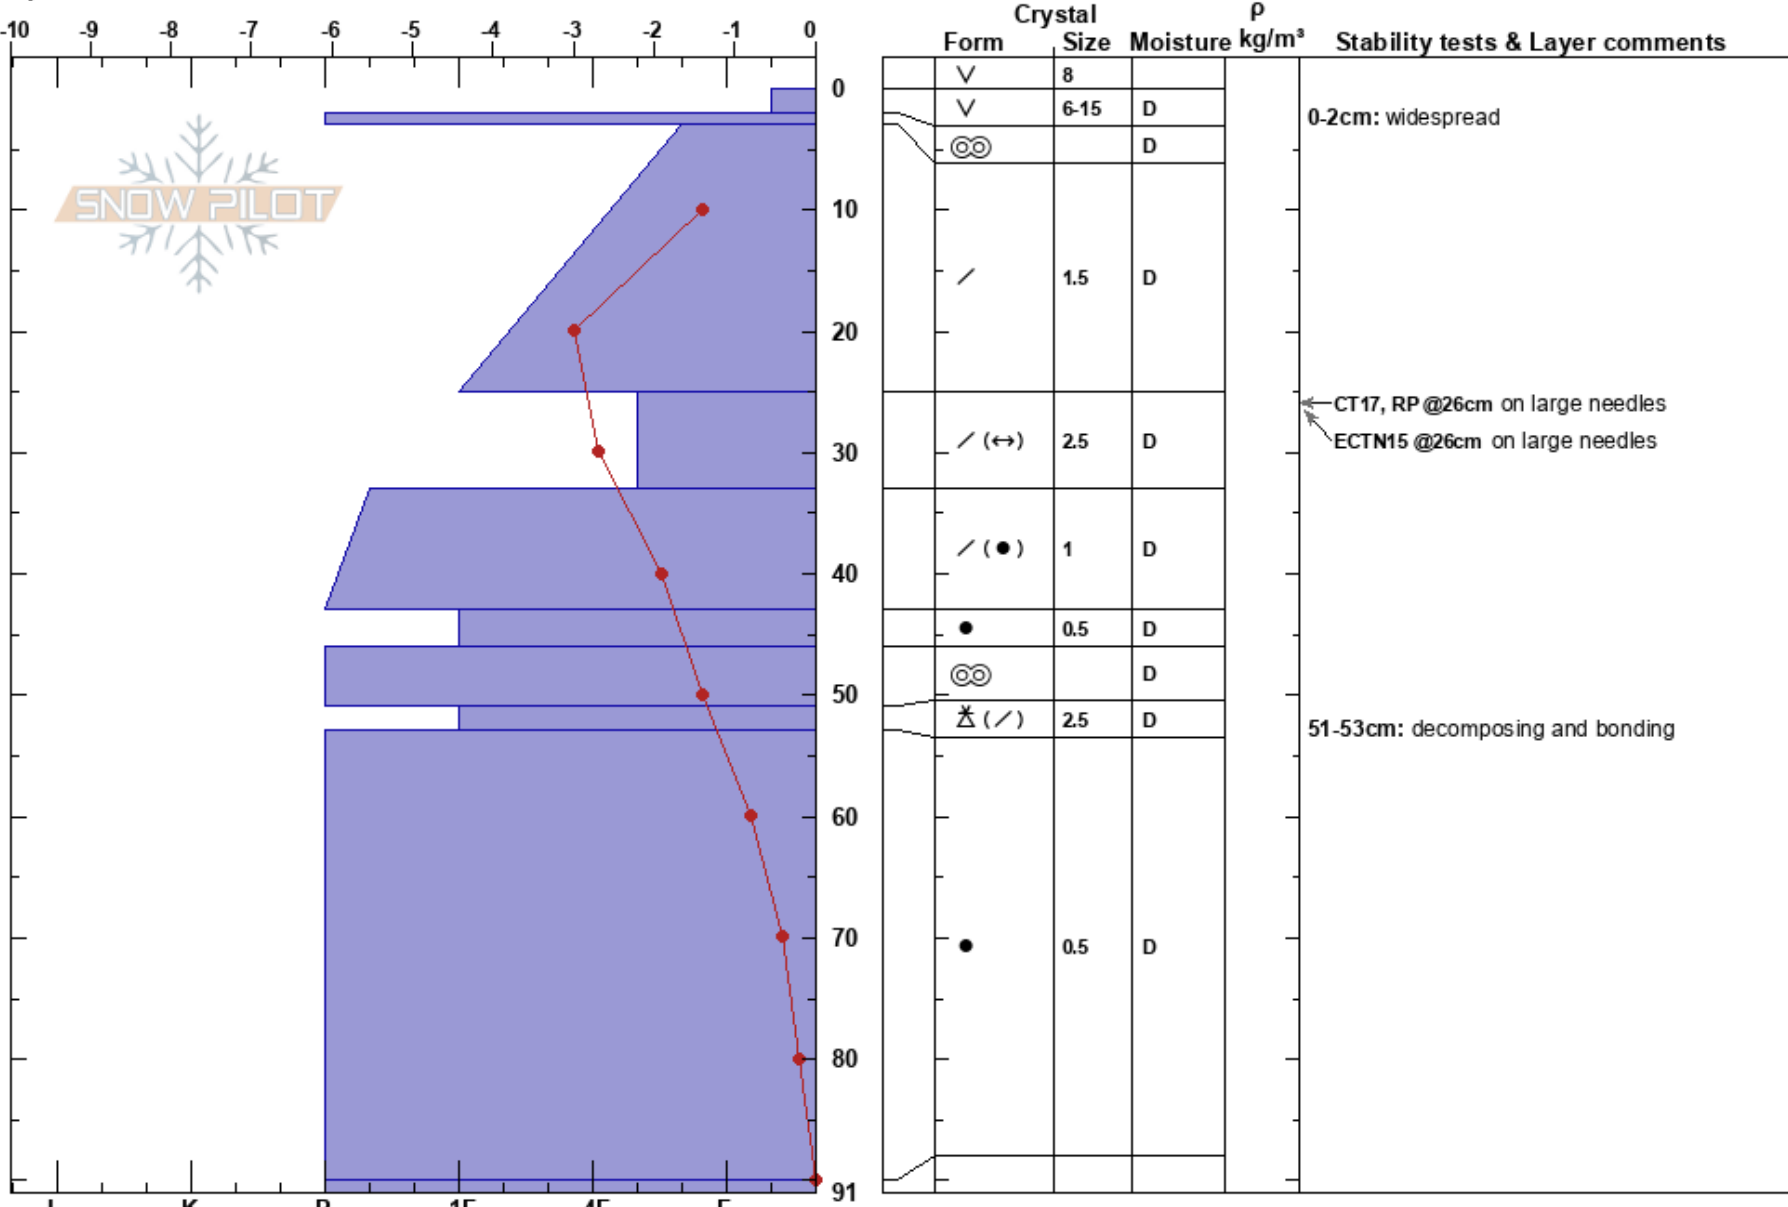 Crystal ρ
Form Size Moisture kg/m³ Stability tests & Layer comments
-10 -9 -8 -7 -6 -5 -4 -3 -2 -1 0
8
0
6-15 D
0-2cm: widespread
D
SNOW PILOT
10
1.5 D
20
CT17, RP @26cm on large needles
2.5 D
ECTN15 @26cm on large needles
30
1 D
40
0.5 D
D
50
2.5 D
51-53cm: decomposing and bonding
60
70
0.5 D
80
91